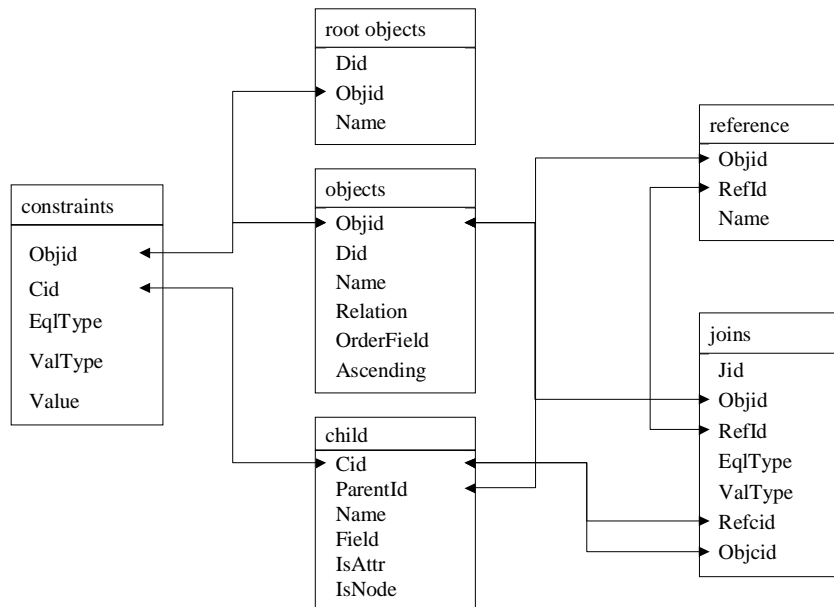 root objects
Did
Objid
Name
constraints
Objid
Cid
EqlType
ValType
Value
objects
Objid
Did
Name
Relation
OrderField
Ascending
child
Cid
ParentId
Name
Field
IsAttr
IsNode
reference
Objid
RefId
Name
joins
Jid
Objid
RefId
EqlType
ValType
Refcid
Objcid